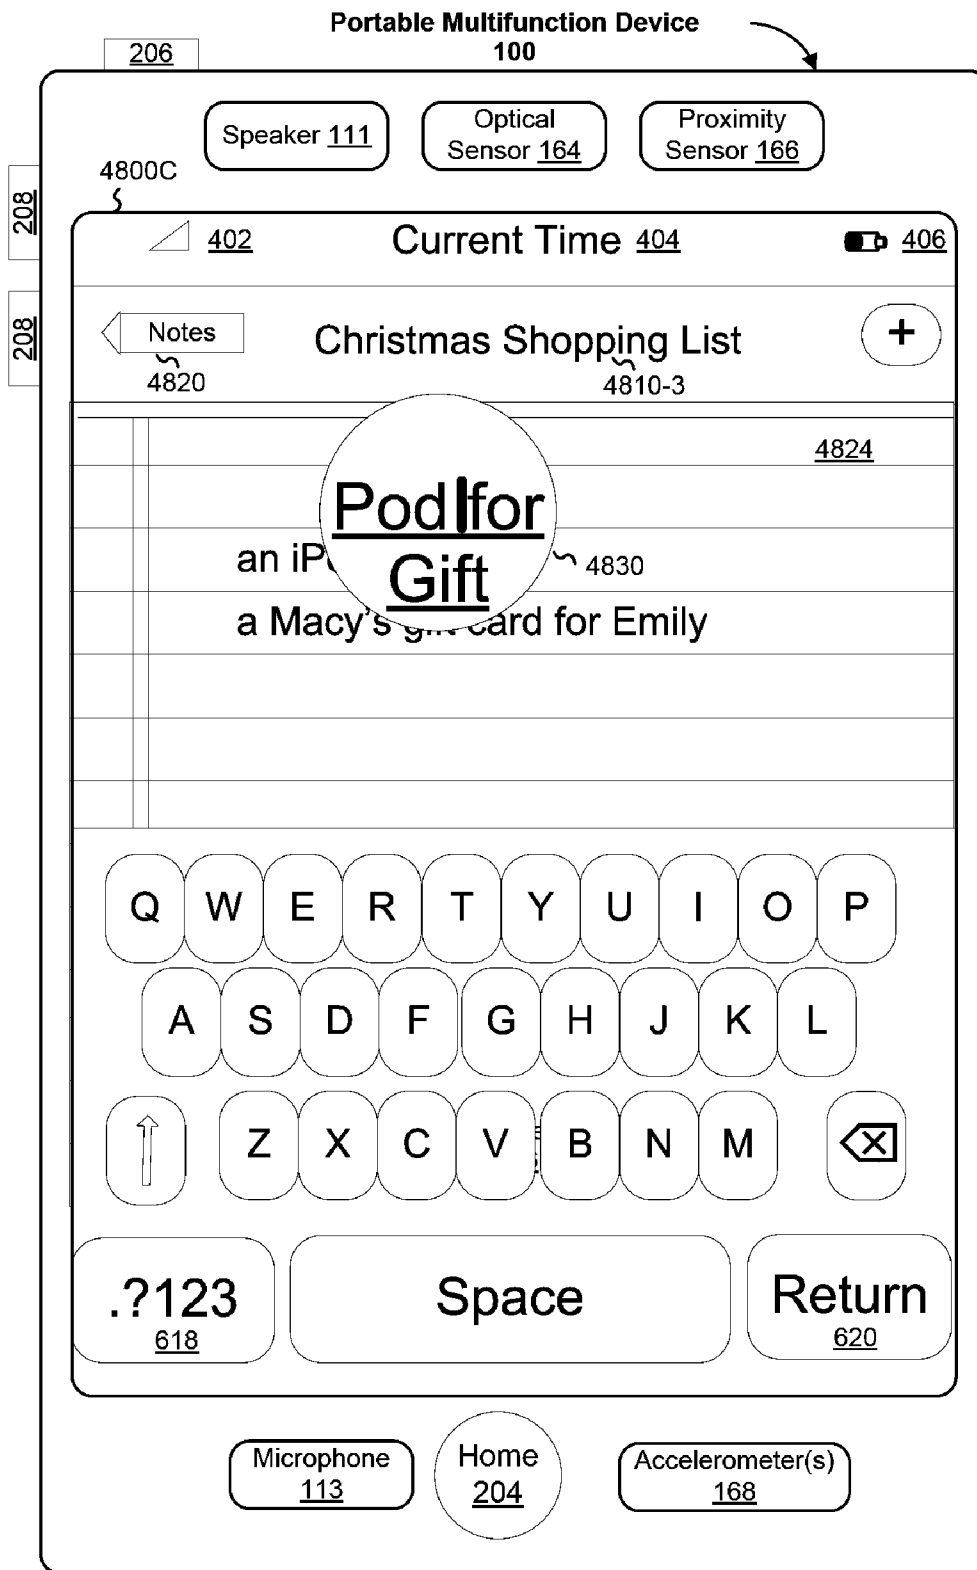 Portable Multifunction Device
100
206
Speaker 111
Optical
Sensor 164
Proximity
Sensor 166
208
4800C
402
Current Time 404
406
208
Notes
Christmas Shopping List
+
4820
4810-3
4824
Pod for
an iP
4830
Gift
a Macy's gift card for Emily
Q W E R T Y U I O P
A S D F G H J K L
Z X C V B N M
.?123
618
Space
Return
620
Microphone
113
Home
204
Accelerometer(s)
168